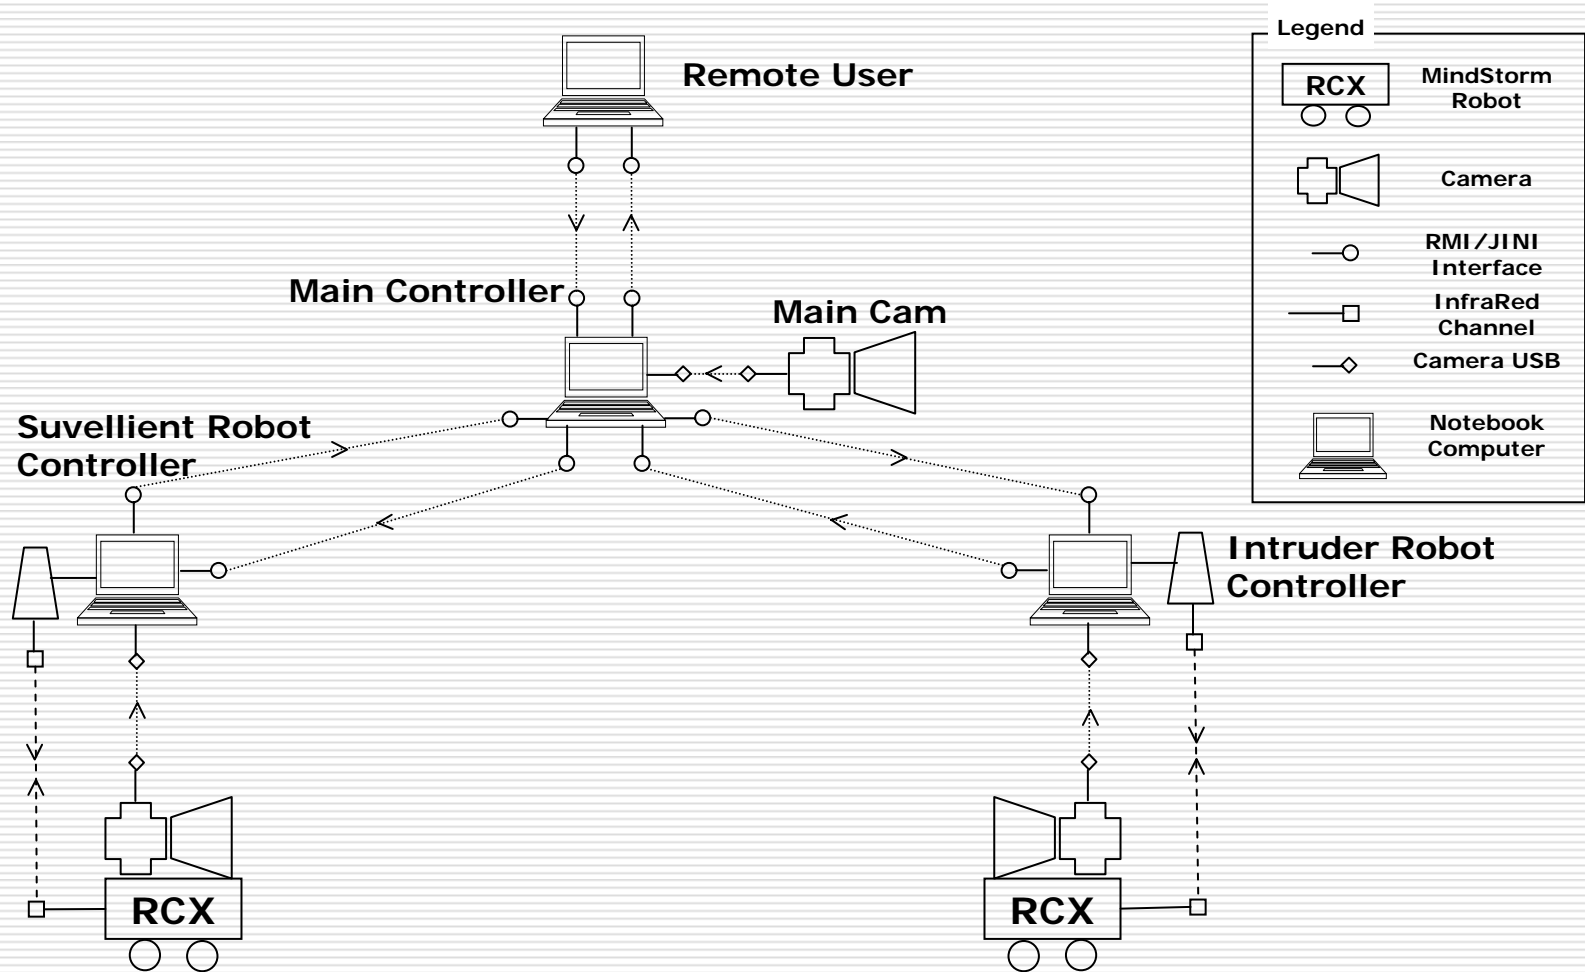 Legend
RCX
MindStorm
Robot
Camera
RMI/JINI
Interface
InfraRed
Channel
Camera USB
Notebook
Computer
Remote User
Main Controller
Main Cam
Suvellient Robot
Controller
Intruder Robot
Controller
RCX
RCX